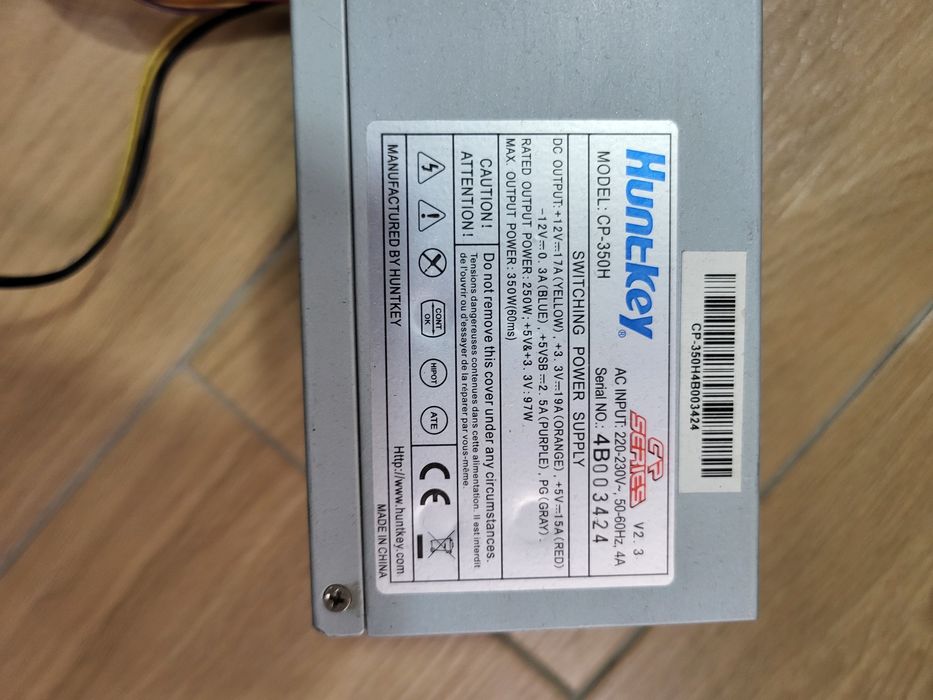 CP-350H4B003424
Huntkey®
CP SERIES V2.3
MODEL: CP-350H
AC INPUT: 220-230V~, 50-60Hz, 4A
Serial NO.: 4B003424
SWITCHING POWER SUPPLY
DC OUTPUT: +12V⎓17A(YELLOW), +3.3V⎓19A(ORANGE), +5V⎓15A(RED)
-12V⎓0.3A(BLUE), +5VSB⎓2.5A(PURPLE), PG(GRAY).
RATED OUTPUT POWER: 250W; +5V&+3.3V: 97W
MAX. OUTPUT POWER: 350W(60ms)
CAUTION!
ATTENTION!
Do not remove this cover under any circumstances.
Tensions dangereuses contenues dans cette alimentation. Il est interdit
de l'ouvrir ou d'essayer de la réparer par vous-même.
CONT. OK
HIPOT
ATE
CE
MANUFACTURED BY HUNTKEY
Http://www.huntkey.com
MADE IN CHINA